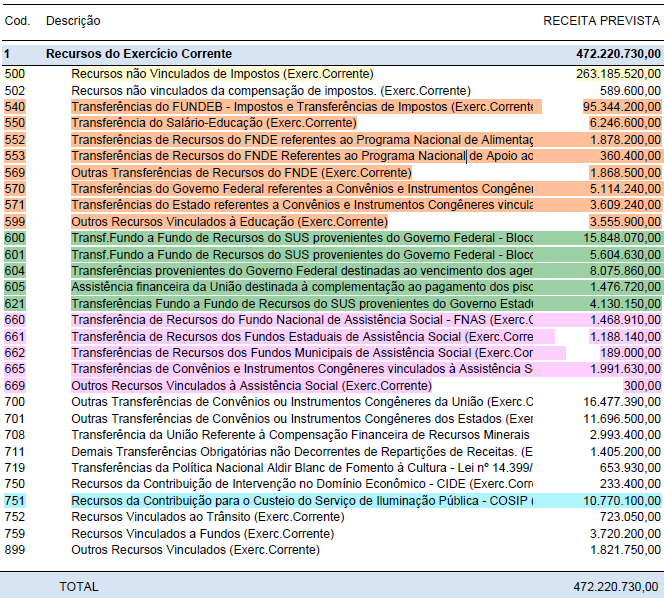 Cod. Descrição RECEITA PREVISTA
1 Recursos do Exercício Corrente 472.220.730,00
500 Recursos não Vinculados de Impostos (Exerc.Corrente) 263.185.520,00
502 Recursos não vinculados da compensação de impostos. (Exerc.Corrente) 589.600,00
540 Transferências do FUNDEB - Impostos e Transferências de Impostos (Exerc.Corrente 95.344.200,00
550 Transferência do Salário-Educação (Exerc.Corrente) 6.246.600,00
552 Transferências de Recursos do FNDE referentes ao Programa Nacional de Alimentaç 1.878.200,00
553 Transferências de Recursos do FNDE Referentes ao Programa Nacional de Apoio ao 360.400,00
569 Outras Transferências de Recursos do FNDE (Exerc.Corrente) 1.868.500,00
570 Transferências do Governo Federal referentes a Convênios e Instrumentos Congêner 5.114.240,00
571 Transferências do Estado referentes a Convênios e Instrumentos Congêneres vincula 3.609.240,00
599 Outros Recursos Vinculados à Educação (Exerc.Corrente) 3.555.900,00
600 Transf.Fundo a Fundo de Recursos do SUS provenientes do Governo Federal - Bloco 15.848.070,00
601 Transf.Fundo a Fundo de Recursos do SUS provenientes do Governo Federal - Bloco 5.604.630,00
604 Transferências provenientes do Governo Federal destinadas ao vencimento dos agen 8.075.860,00
605 Assistência financeira da União destinada à complementação ao pagamento dos piso 1.476.720,00
621 Transferências Fundo a Fundo de Recursos do SUS provenientes do Governo Estadu 4.130.150,00
660 Transferência de Recursos do Fundo Nacional de Assistência Social - FNAS (Exerc.C 1.468.910,00
661 Transferência de Recursos dos Fundos Estaduais de Assistência Social (Exerc.Corre 1.188.140,00
662 Transferência de Recursos dos Fundos Municipais de Assistência Social (Exerc.Cor 189.000,00
665 Transferências de Convênios e Instrumentos Congêneres vinculados à Assistência S 1.991.630,00
669 Outros Recursos Vinculados à Assistência Social (Exerc.Corrente) 300,00
700 Outras Transferências de Convênios ou Instrumentos Congêneres da União (Exerc.C 16.477.390,00
701 Outras Transferências de Convênios ou Instrumentos Congêneres dos Estados (Exer 11.696.500,00
708 Transferência da União Referente à Compensação Financeira de Recursos Minerais 2.993.400,00
711 Demais Transferências Obrigatórias não Decorrentes de Repartições de Receitas. (E 1.405.200,00
719 Transferências da Política Nacional Aldir Blanc de Fomento à Cultura - Lei nº 14.399/ 653.930,00
750 Recursos da Contribuição de Intervenção no Domínio Econômico - CIDE (Exerc.Corr 233.400,00
751 Recursos da Contribuição para o Custeio do Serviço de Iluminação Pública - COSIP ( 10.770.100,00
752 Recursos Vinculados ao Trânsito (Exerc.Corrente) 723.050,00
759 Recursos Vinculados a Fundos (Exerc.Corrente) 3.720.200,00
899 Outros Recursos Vinculados (Exerc.Corrente) 1.821.750,00
TOTAL 472.220.730,00